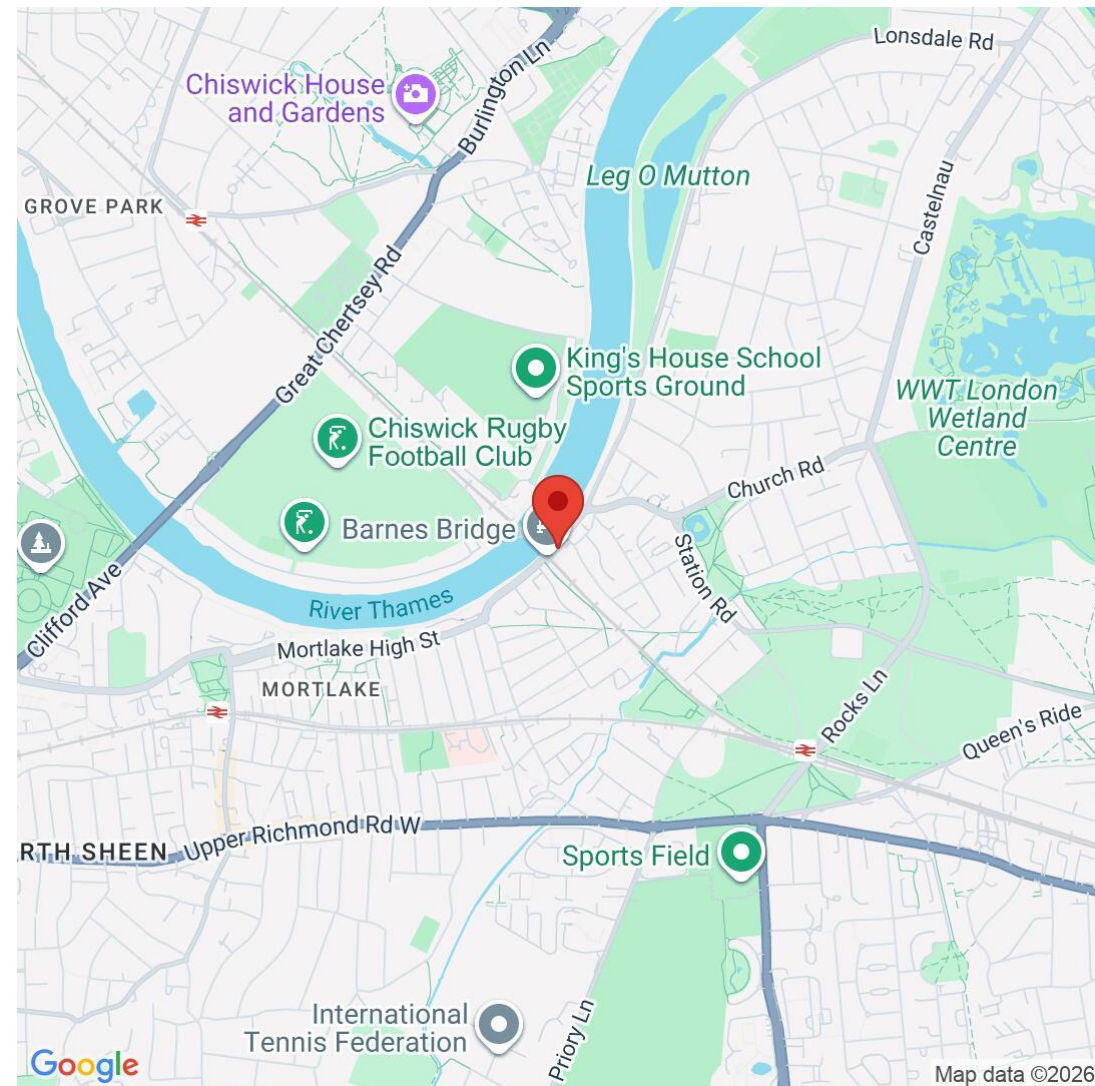 Lonsdale Rd
Chiswick House
and Gardens
Burlington Ln
Leg O Mutton
GROVE PARK
Castelnau
Great Chertsey Rd
King's House School
Sports Ground
WWT London
Wetland
Centre
Chiswick Rugby
Football Club
Church Rd
Barnes Bridge
Station Rd
Clifford Ave
River Thames
Mortlake High St
MORTLAKE
Rocks Ln
Queen's Ride
RTH SHEEN
Upper Richmond Rd W
Sports Field
International
Tennis Federation
Priory Ln
Google
Map data ©2026